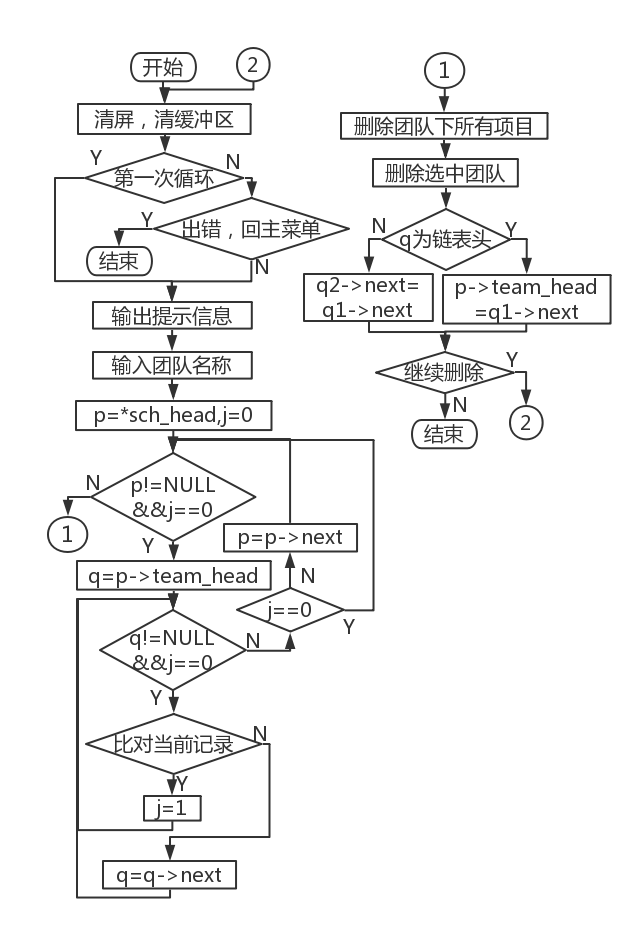 开始
2
清屏，清缓冲区
Y
第一次循环
N
Y
出错，回主菜单
结束
N
输出提示信息
输入团队名称
p=*sch_head,j=0
N
p!=NULL
&&j==0
1
Y
p=p->next
q=p->team_head
N
j==0
Y
q!=NULL
&&j==0
N
Y
比对当前记录
N
Y
j=1
q=q->next
1
删除团队下所有项目
删除选中团队
N
q为链表头
Y
q2->next=
q1->next
p->team_head
=q1->next
继续删除
Y
N
2
结束